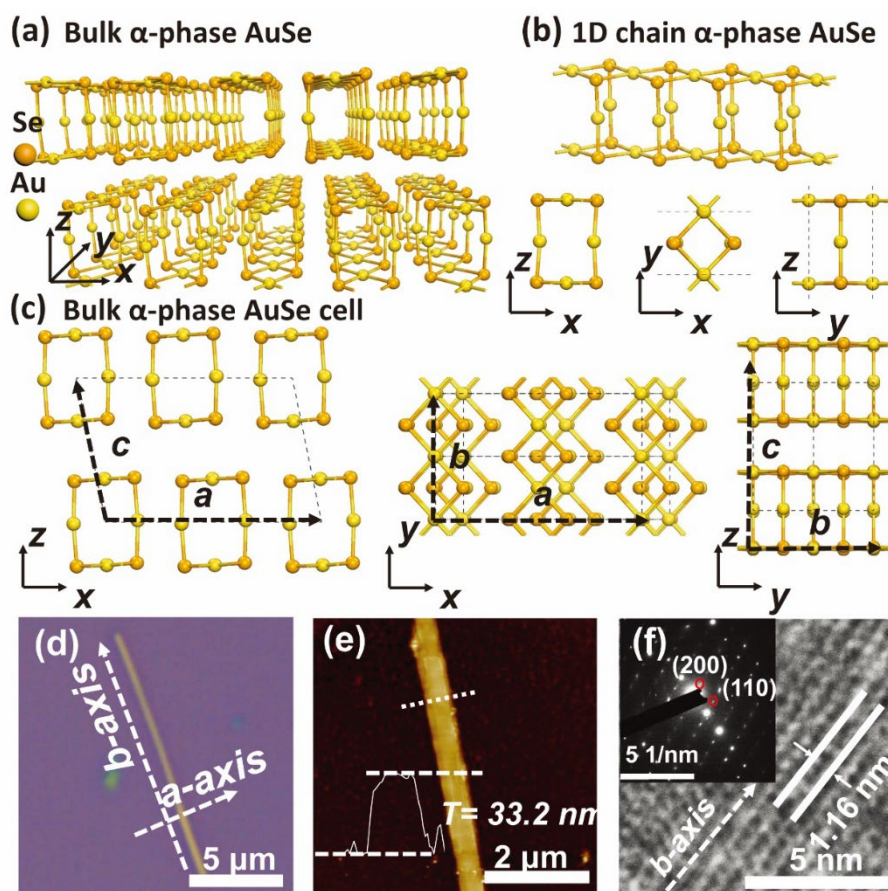 (a) Bulk α-phase AuSe
(b) 1D chain α-phase AuSe
Se
Au
z
y
x
z
x
y
x
z
y
(c) Bulk α-phase AuSe cell
c
a
z
x
b
a
y
x
c
b
z
y
(d)
b-axis
a-axis
5 μm
(e)
T= 33.2 nm
2 μm
(f)
(200)
(110)
5 1/nm
b-axis
1.16 nm
5 nm